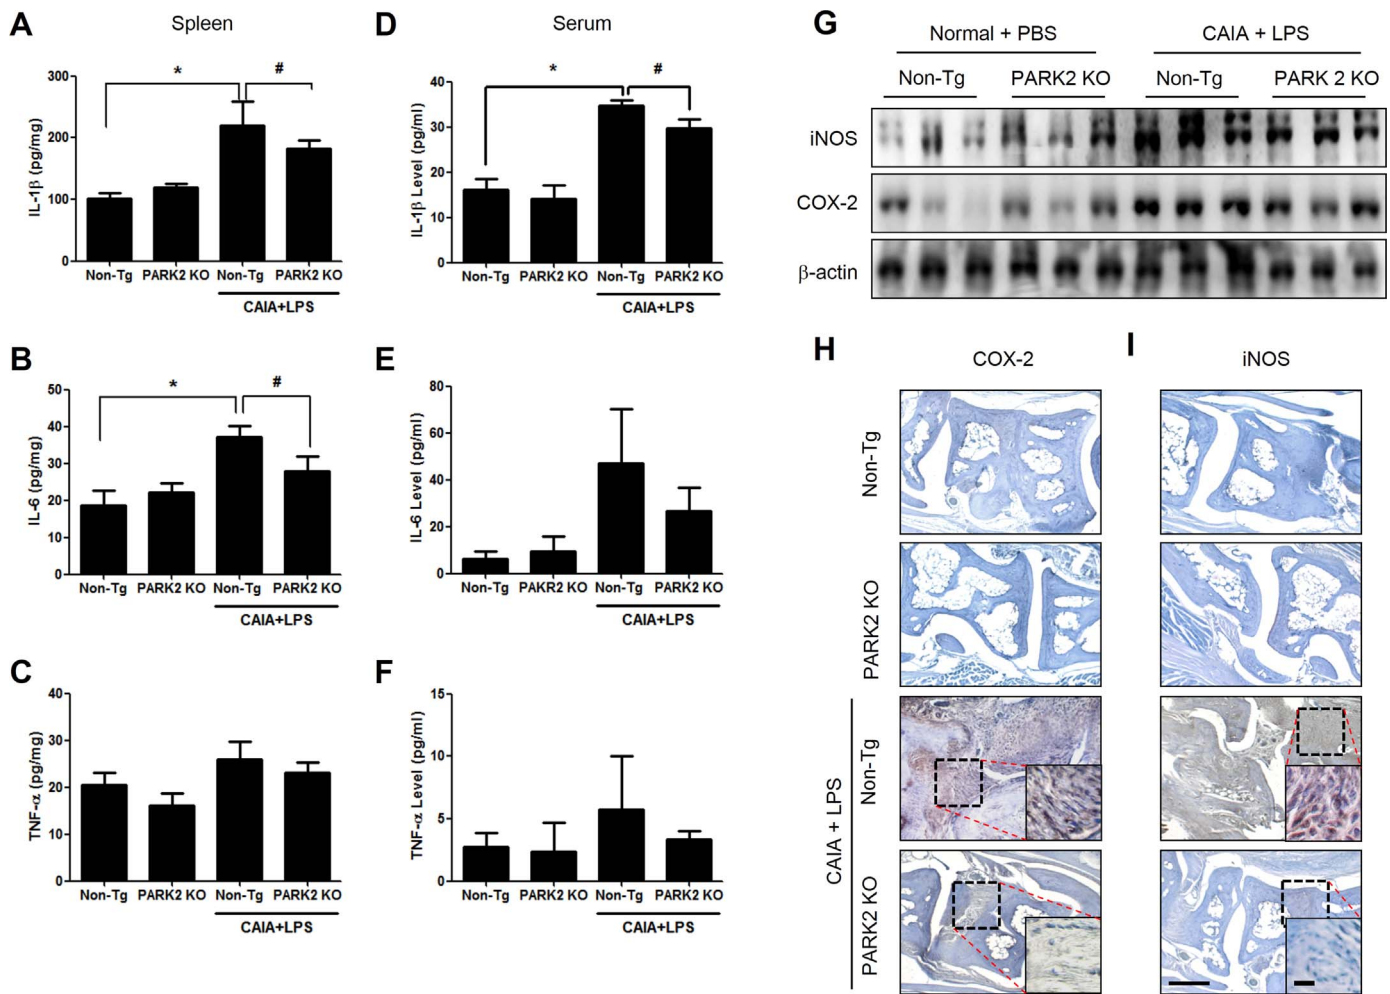 A
Spleen
IL-1β (pg/mg)
300
200
100
0
*
#
Non-Tg PARK2 KO Non-Tg PARK2 KO
CAIA+LPS
B
IL-6 (pg/mg)
50
40
30
20
10
0
*
#
Non-Tg PARK2 KO Non-Tg PARK2 KO
CAIA+LPS
C
TNF-α (pg/mg)
40
30
20
10
0
Non-Tg PARK2 KO Non-Tg PARK2 KO
CAIA+LPS
D
Serum
IL-1β Level (pg/ml)
40
30
20
10
0
*
#
Non-Tg PARK2 KO Non-Tg PARK2 KO
CAIA+LPS
E
IL-6 Level (pg/ml)
80
60
40
20
0
Non-Tg PAKR2 KO Non-Tg PARK2 KO
CAIA+LPS
F
TNF-α Level (pg/ml)
15
10
5
0
Non-Tg PARK2 KO Non-Tg PARK2 KO
CAIA+LPS
G
Normal + PBS CAIA + LPS
Non-Tg PARK2 KO Non-Tg PARK 2 KO
iNOS
COX-2
β-actin
H
COX-2
I
iNOS
Non-Tg
PARK2 KO
CAIA + LPS
Non-Tg
PARK2 KO